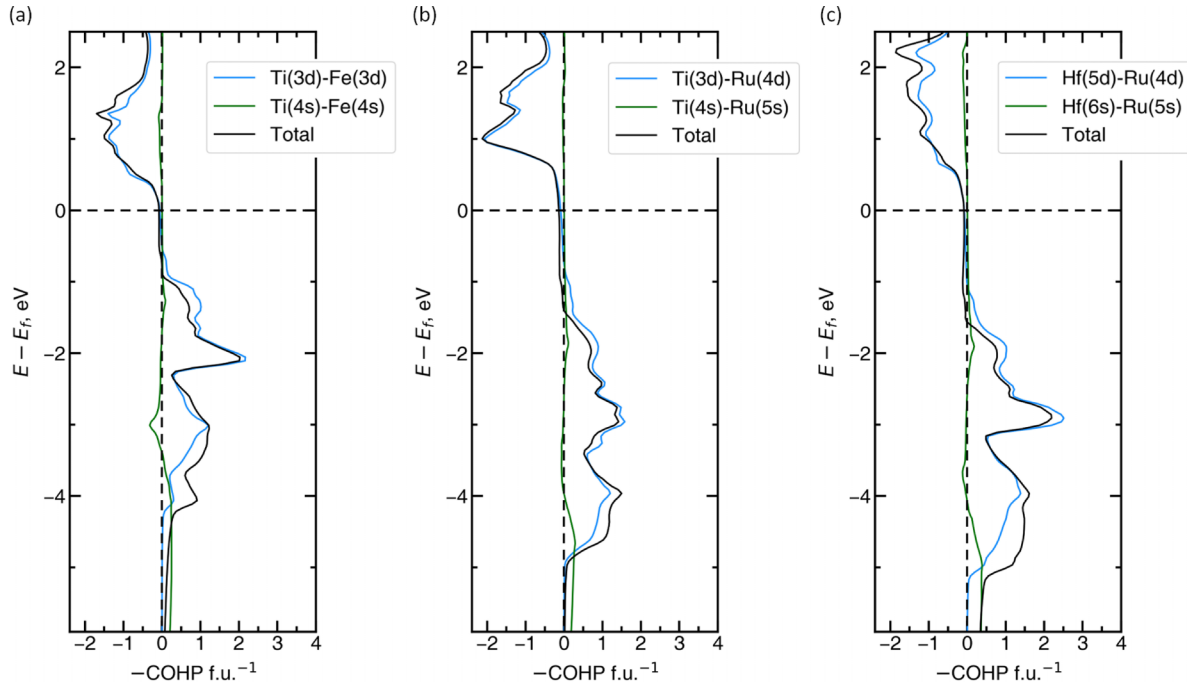 (a)
2
0
−2
−4
E − E_f, eV
−2 −1 0 1 2 3 4
−COHP f.u.⁻¹
Ti(3d)-Fe(3d)
Ti(4s)-Fe(4s)
Total
(b)
2
0
−2
−4
E − E_f, eV
−2 −1 0 1 2 3 4
−COHP f.u.⁻¹
Ti(3d)-Ru(4d)
Ti(4s)-Ru(5s)
Total
(c)
2
0
−2
−4
E − E_f, eV
−2 −1 0 1 2 3 4
−COHP f.u.⁻¹
Hf(5d)-Ru(4d)
Hf(6s)-Ru(5s)
Total